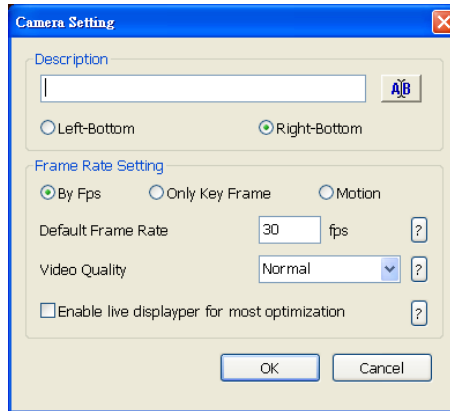 Camera Setting
Description
AB
Left-Bottom Right-Bottom
Frame Rate Setting
By Fps Only Key Frame Motion
Default Frame Rate 30 fps ?
Video Quality Normal ?
Enable live displayper for most optimization ?
OK Cancel